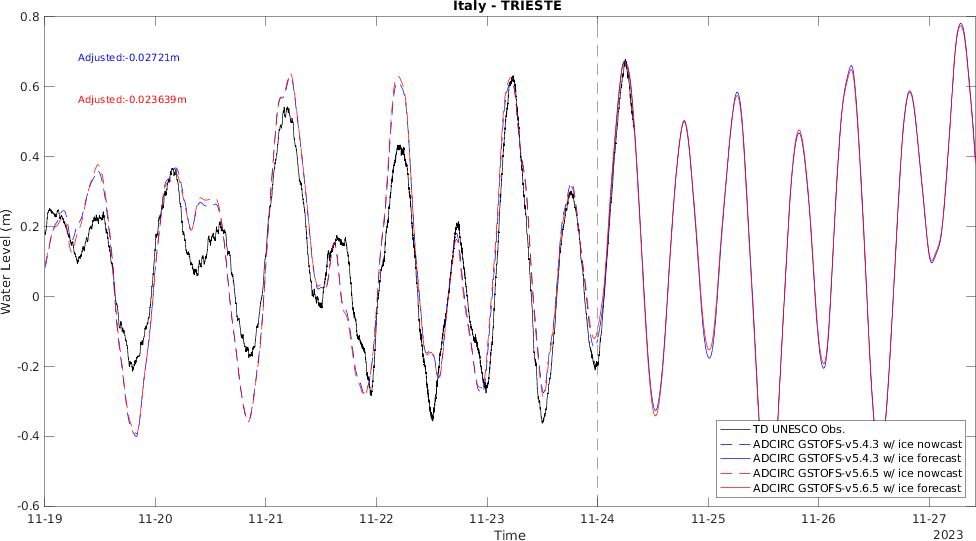 Italy - TRIESTE
Adjusted:-0.02721m
Adjusted:-0.023639m
Water Level (m)
0.8
0.6
0.4
0.2
0
-0.2
-0.4
-0.6
TD UNESCO Obs.
ADCIRC GSTOFS-v5.4.3 w/ ice nowcast
ADCIRC GSTOFS-v5.4.3 w/ ice forecast
ADCIRC GSTOFS-v5.6.5 w/ ice nowcast
ADCIRC GSTOFS-v5.6.5 w/ ice forecast
11-19 11-20 11-21 11-22 11-23 11-24 11-25 11-26 11-27
Time
2023